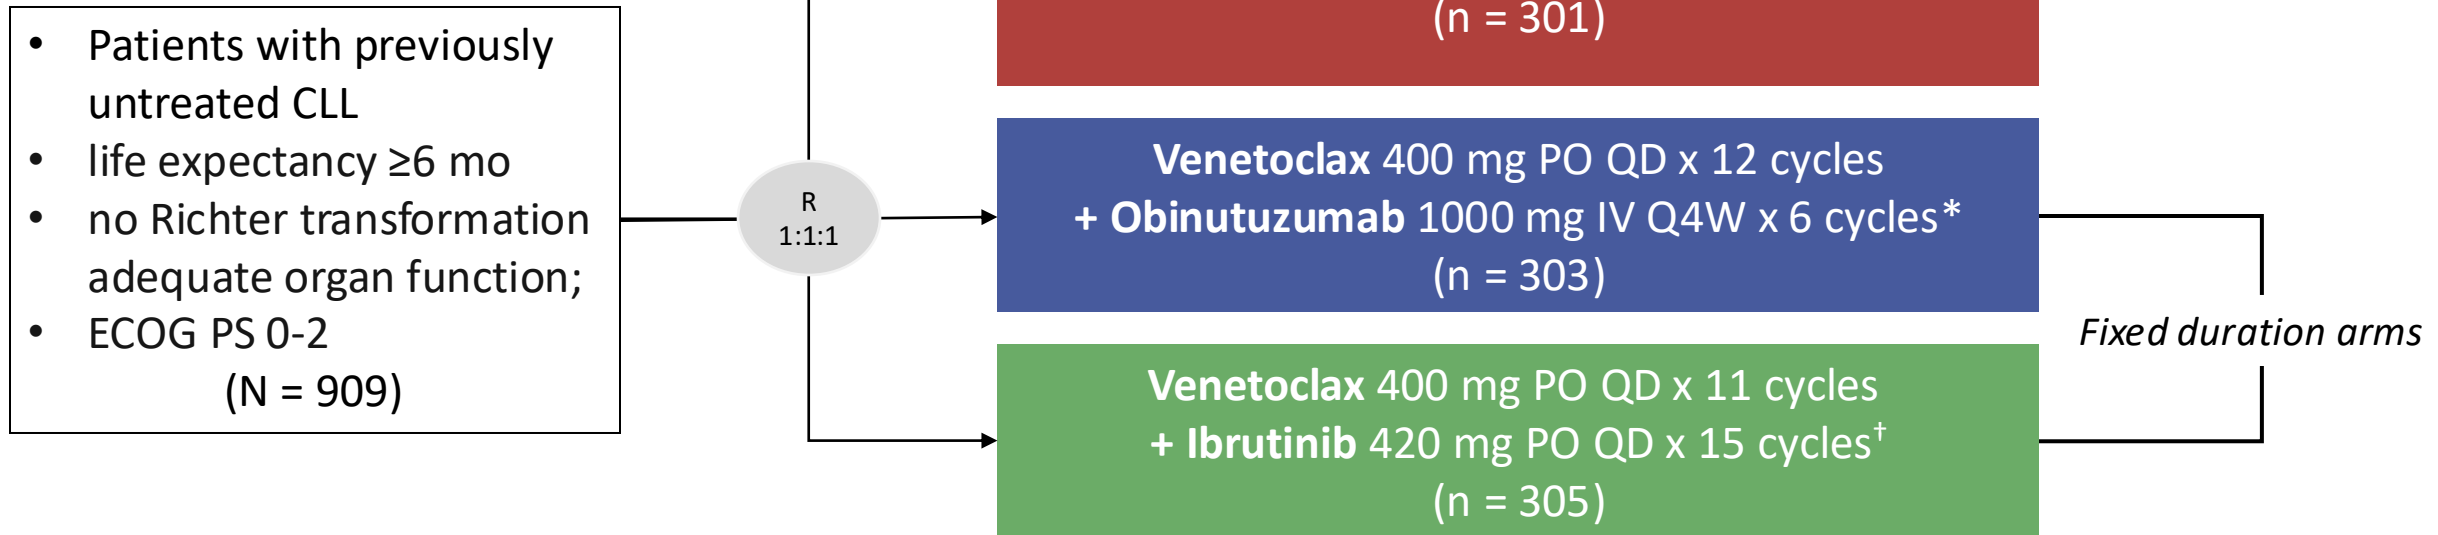 • Patients with previously
untreated CLL
• life expectancy ≥6 mo
• no Richter transformation
adequate organ function;
• ECOG PS 0-2
(N = 909)
R
1:1:1
(n = 301)
Venetoclax 400 mg PO QD x 12 cycles
+ Obinutuzumab 1000 mg IV Q4W x 6 cycles*
(n = 303)
Venetoclax 400 mg PO QD x 11 cycles
+ Ibrutinib 420 mg PO QD x 15 cycles†
(n = 305)
Fixed duration arms